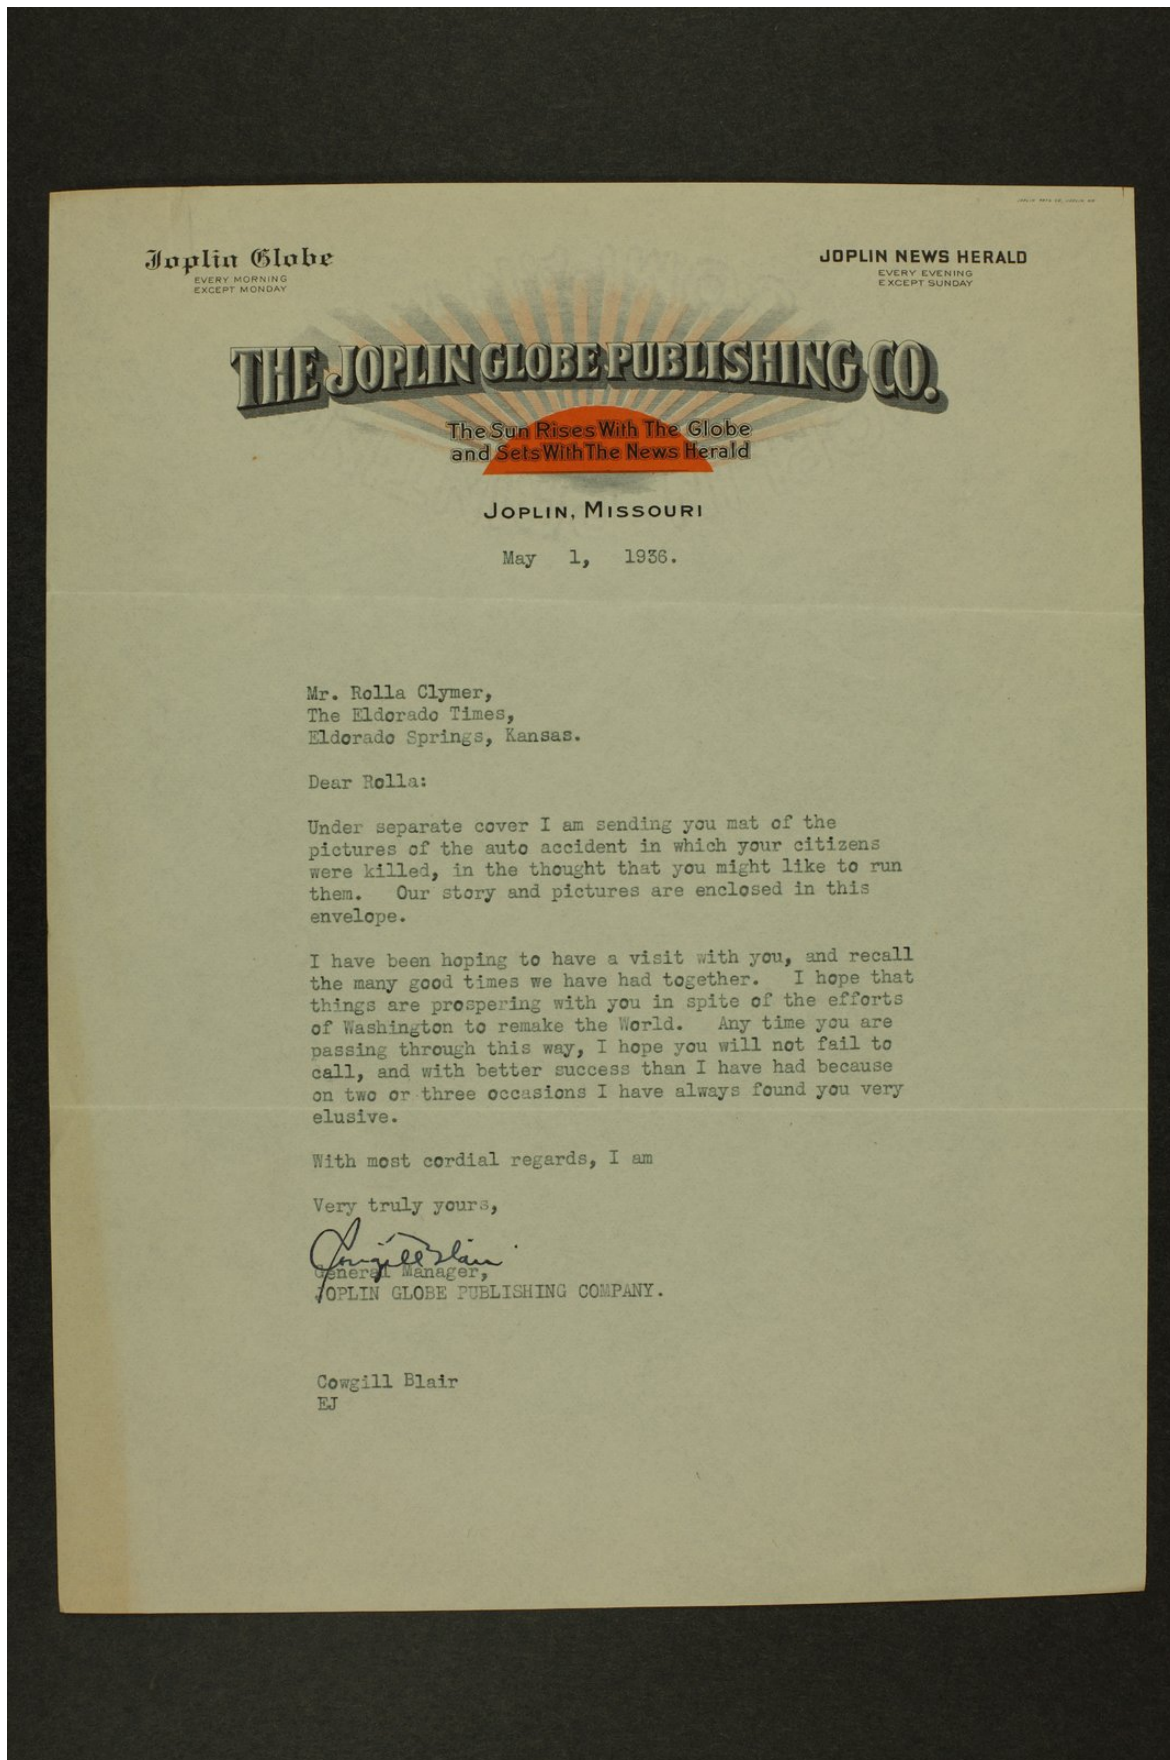 Joplin Globe
EVERY MORNING
EXCEPT MONDAY
JOPLIN NEWS HERALD
EVERY EVENING
EXCEPT SUNDAY
THE JOPLIN GLOBE PUBLISHING CO.
The Sun Rises With The Globe
and Sets With The News Herald
JOPLIN, MISSOURI
May 1, 1936.
Mr. Rolla Clymer,
The Eldorado Times,
Eldorado Springs, Kansas.
Dear Rolla:
Under separate cover I am sending you mat of the
pictures of the auto accident in which your citizens
were killed, in the thought that you might like to run
them. Our story and pictures are enclosed in this
envelope.
I have been hoping to have a visit with you, and recall
the many good times we have had together. I hope that
things are prospering with you in spite of the efforts
of Washington to remake the World. Any time you are
passing through this way, I hope you will not fail to
call, and with better success than I have had because
on two or three occasions I have always found you very
elusive.
With most cordial regards, I am
Very truly yours,
Cowgill Blair
General Manager,
JOPLIN GLOBE PUBLISHING COMPANY.
Cowgill Blair
EJ